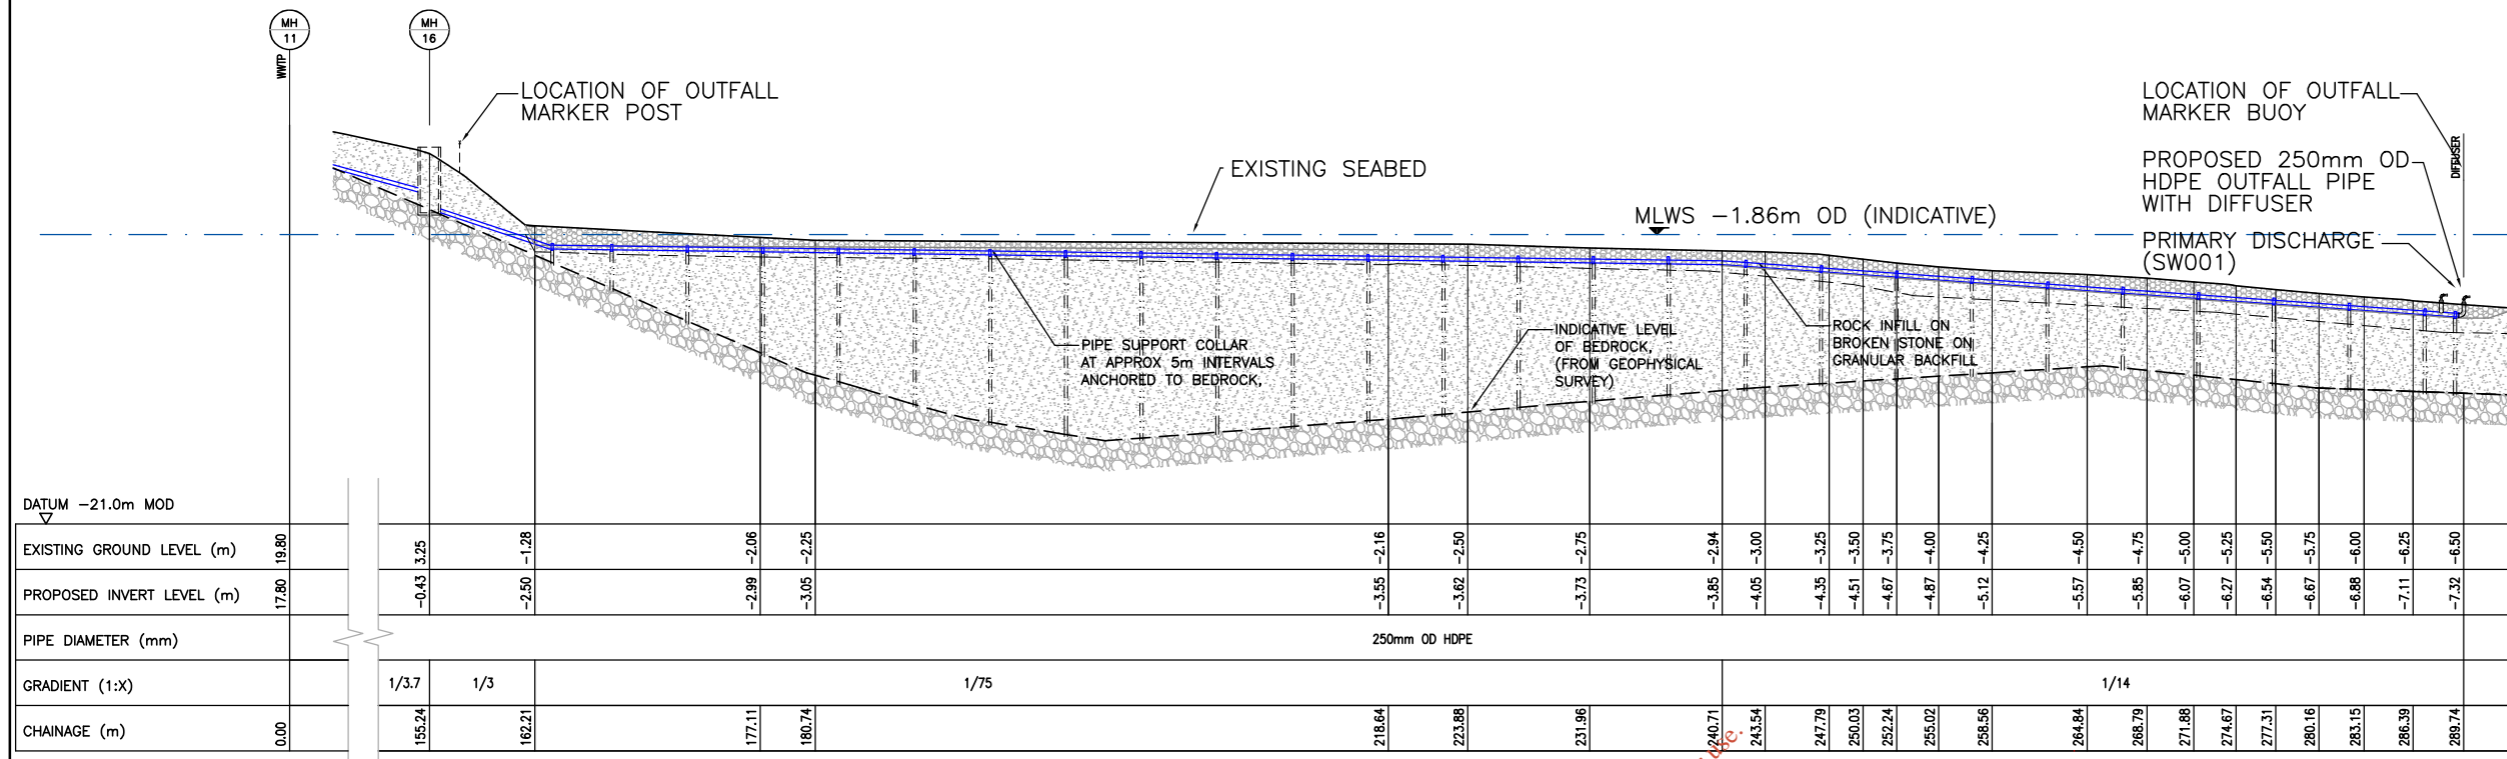 MH
11
MH
16
WWTP
LOCATION OF OUTFALL
MARKER POST
EXISTING SEABED
MLWS -1.86m OD (INDICATIVE)
LOCATION OF OUTFALL
MARKER BUOY
DIFFUSER
PROPOSED 250mm OD
HDPE OUTFALL PIPE
WITH DIFFUSER
PRIMARY DISCHARGE
(SW001)
PIPE SUPPORT COLLAR
AT APPROX 5m INTERVALS
ANCHORED TO BEDROCK,
INDICATIVE LEVEL
OF BEDROCK,
(FROM GEOPHYSICAL
SURVEY)
ROCK INFILL ON
BROKEN STONE ON
GRANULAR BACKFILL
DATUM -21.0m MOD
EXISTING GROUND LEVEL (m) 19.80 3.25 -1.28 -2.06 -2.25 -2.16 -2.50 -2.75 -2.94 -3.00 -3.25 -3.50 -3.75 -4.00 -4.25 -4.50 -4.75 -5.00 -5.25 -5.50 -5.75 -6.00 -6.25 -6.50
PROPOSED INVERT LEVEL (m) 17.80 -0.43 -2.50 -2.99 -3.05 -3.55 -3.62 -3.73 -3.85 -4.05 -4.35 -4.51 -4.67 -4.87 -5.12 -5.57 -5.85 -6.07 -6.27 -6.54 -6.67 -6.88 -7.11 -7.32
PIPE DIAMETER (mm) 250mm OD HDPE
GRADIENT (1:X) 1/3.7 1/3 1/75 1/14
CHAINAGE (m) 0.00 155.24 162.21 177.11 180.74 218.64 223.88 231.96 240.71 243.54 247.79 250.03 252.24 255.02 258.56 264.84 268.79 271.88 274.67 277.31 280.16 283.15 286.39 289.74
use.